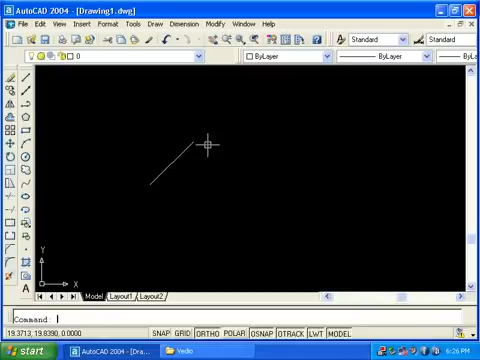 AutoCAD 2004 - [Drawing1.dwg]
File Edit View Insert Format Tools Draw Dimension Modify Window Help
Standard Standard
0 ByLayer ByLayer ByLayer
Y
X
A
Model Layout1 Layout2
Command:
19.3713, 19.8390, 0.0000 SNAP GRID ORTHO POLAR OSNAP OTRACK LWT MODEL
start AutoCAD 2004 - [Dra... Vedio 6:26 PM